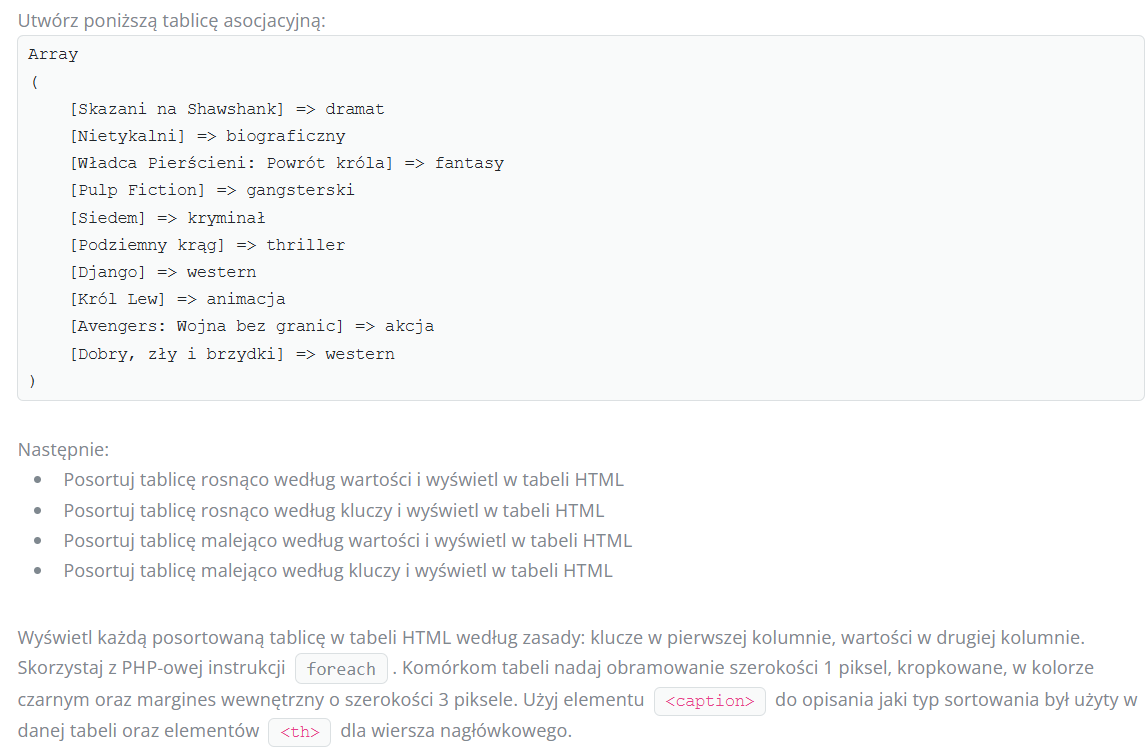 Utwórz poniższą tablicę asocjacyjną:
Array
(
[Skazani na Shawshank] => dramat
[Nietykalni] => biograficzny
[Władca Pierścieni: Powrót króla] => fantasy
[Pulp Fiction] => gangsterski
[Siedem] => kryminał
[Podziemny krąg] => thriller
[Django] => western
[Król Lew] => animacja
[Avengers: Wojna bez granic] => akcja
[Dobry, zły i brzydki] => western
)
Następnie:
• Posortuj tablicę rosnąco według wartości i wyświetl w tabeli HTML
• Posortuj tablicę rosnąco według kluczy i wyświetl w tabeli HTML
• Posortuj tablicę malejąco według wartości i wyświetl w tabeli HTML
• Posortuj tablicę malejąco według kluczy i wyświetl w tabeli HTML
Wyświetl każdą posortowaną tablicę w tabeli HTML według zasady: klucze w pierwszej kolumnie, wartości w drugiej kolumnie.
Skorzystaj z PHP-owej instrukcji foreach . Komórkom tabeli nadaj obramowanie szerokości 1 piksel, kropkowane, w kolorze
czarnym oraz margines wewnętrzny o szerokości 3 piksele. Użyj elementu <caption> do opisania jaki typ sortowania był użyty w
danej tabeli oraz elementów <th> dla wiersza nagłówkowego.